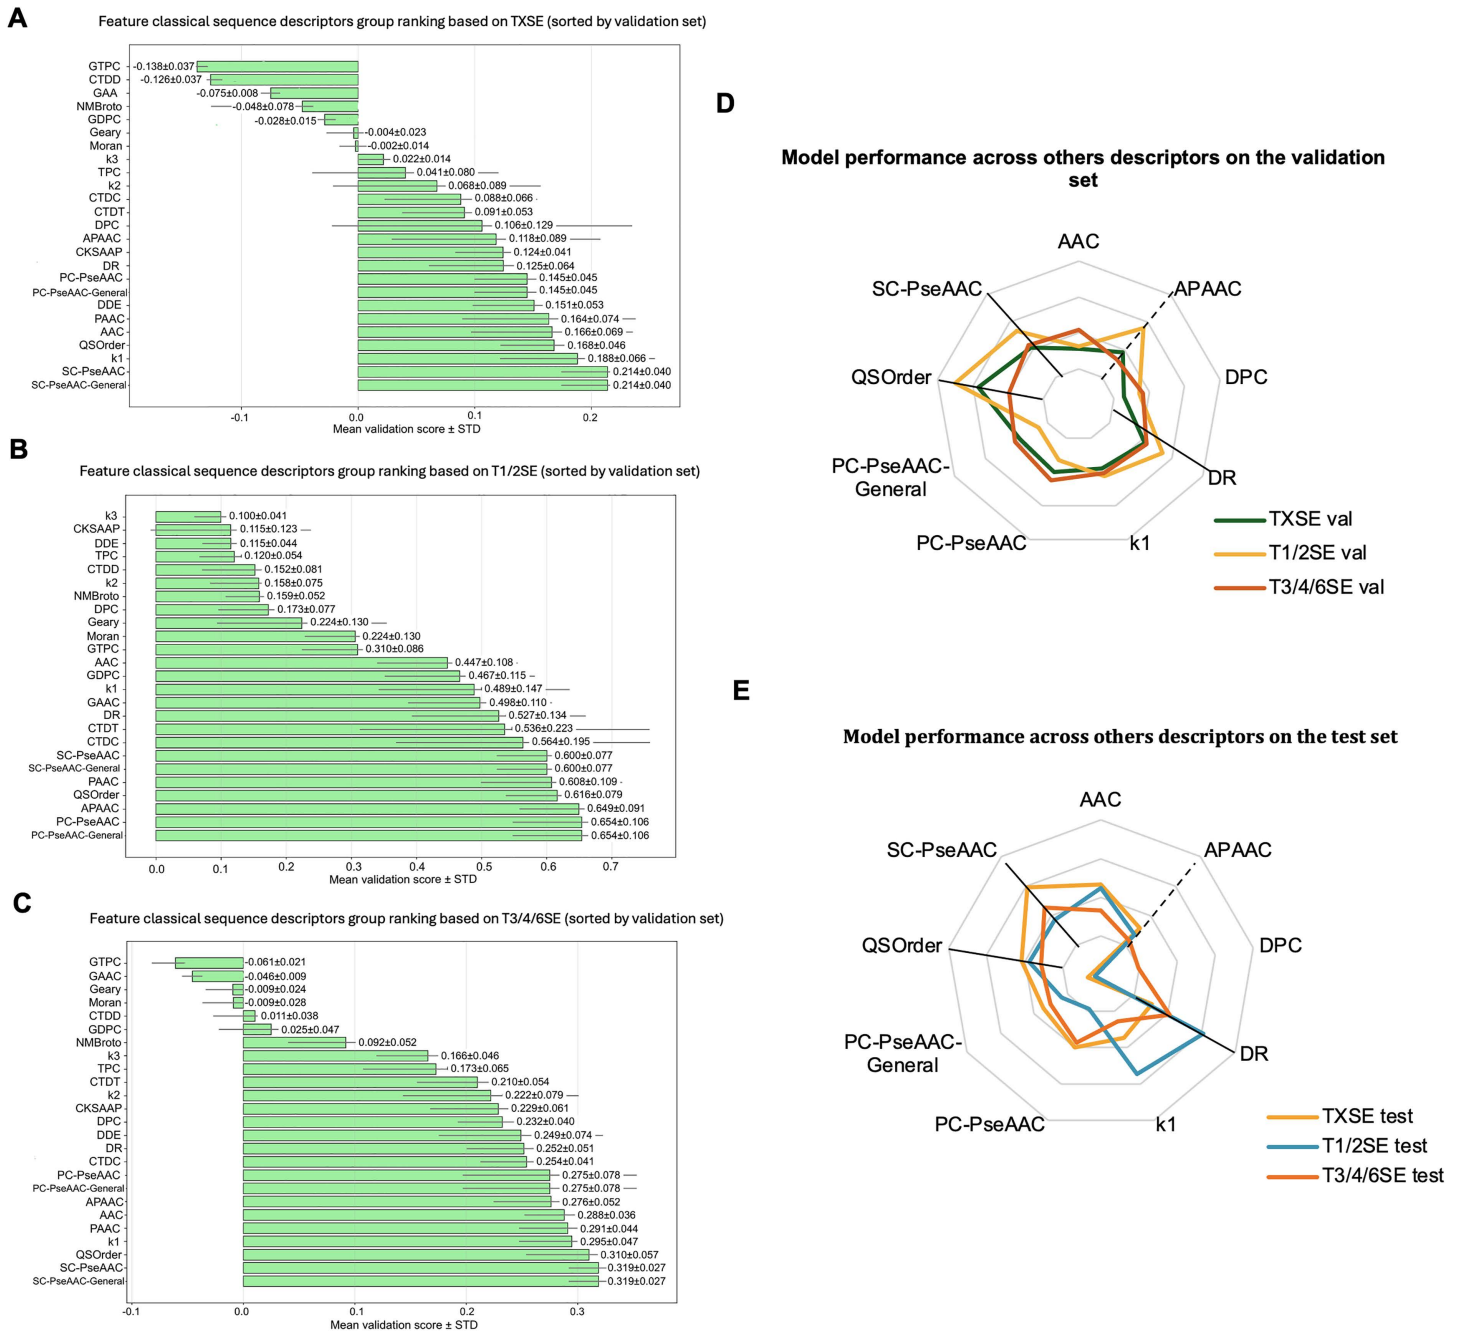 A
Feature classical sequence descriptors group ranking based on TXSE (sorted by validation set)
GTPC -0.138±0.037
CTDD -0.126±0.037
GAA -0.075±0.008
NMBroto -0.048±0.078
GDPC -0.028±0.015
Geary -0.004±0.023
Moran -0.002±0.014
k3 0.022±0.014
TPC 0.041±0.080
k2 0.068±0.089
CTDC 0.088±0.066
CTDT 0.091±0.053
DPC 0.106±0.129
APAAC 0.118±0.089
CKSAAP 0.124±0.041
DR 0.125±0.064
PC-PseAAC 0.145±0.045
PC-PseAAC-General 0.145±0.045
DDE 0.151±0.053
PAAC 0.164±0.074
AAC 0.166±0.069
QSOrder 0.168±0.046
k1 0.188±0.066
SC-PseAAC 0.214±0.040
SC-PseAAC-General 0.214±0.040
-0.1 0.0 0.1 0.2
Mean validation score ± STD
B
Feature classical sequence descriptors group ranking based on T1/2SE (sorted by validation set)
k3 0.100±0.041
CKSAAP 0.115±0.123
DDE 0.115±0.044
TPC 0.120±0.054
CTDD 0.152±0.081
k2 0.158±0.075
NMBroto 0.159±0.052
DPC 0.173±0.077
Geary 0.224±0.130
Moran 0.224±0.130
GTPC 0.310±0.086
AAC 0.447±0.108
GDPC 0.467±0.115
k1 0.489±0.147
GAAC 0.498±0.110
DR 0.527±0.134
CTDT 0.536±0.223
CTDC 0.564±0.195
SC-PseAAC 0.600±0.077
SC-PseAAC-General 0.600±0.077
PAAC 0.608±0.109
QSOrder 0.616±0.079
APAAC 0.649±0.091
PC-PseAAC 0.654±0.106
PC-PseAAC-General 0.654±0.106
0.0 0.1 0.2 0.3 0.4 0.5 0.6 0.7
Mean validation score ± STD
C
Feature classical sequence descriptors group ranking based on T3/4/6SE (sorted by validation set)
GTPC -0.061±0.021
GAAC -0.046±0.009
Geary -0.009±0.024
Moran -0.009±0.028
CTDD 0.011±0.038
GDPC 0.025±0.047
NMBroto 0.092±0.052
k3 0.166±0.046
TPC 0.173±0.065
CTDT 0.210±0.054
k2 0.222±0.079
CKSAAP 0.229±0.061
DPC 0.232±0.040
DDE 0.249±0.074
DR 0.252±0.051
CTDC 0.254±0.041
PC-PseAAC 0.275±0.078
PC-PseAAC-General 0.275±0.078
APAAC 0.276±0.052
AAC 0.288±0.036
PAAC 0.291±0.044
k1 0.295±0.047
QSOrder 0.310±0.057
SC-PseAAC 0.319±0.027
SC-PseAAC-General 0.319±0.027
-0.1 0.0 0.1 0.2 0.3
Mean validation score ± STD
D
Model performance across others descriptors on the validation
set
AAC
SC-PseAAC
APAAC
QSOrder
DPC
PC-PseAAC-
General
DR
PC-PseAAC
k1
TXSE val
T1/2SE val
T3/4/6SE val
E
Model performance across others descriptors on the test set
AAC
SC-PseAAC
APAAC
QSOrder
DPC
PC-PseAAC-
General
DR
PC-PseAAC
k1
TXSE test
T1/2SE test
T3/4/6SE test